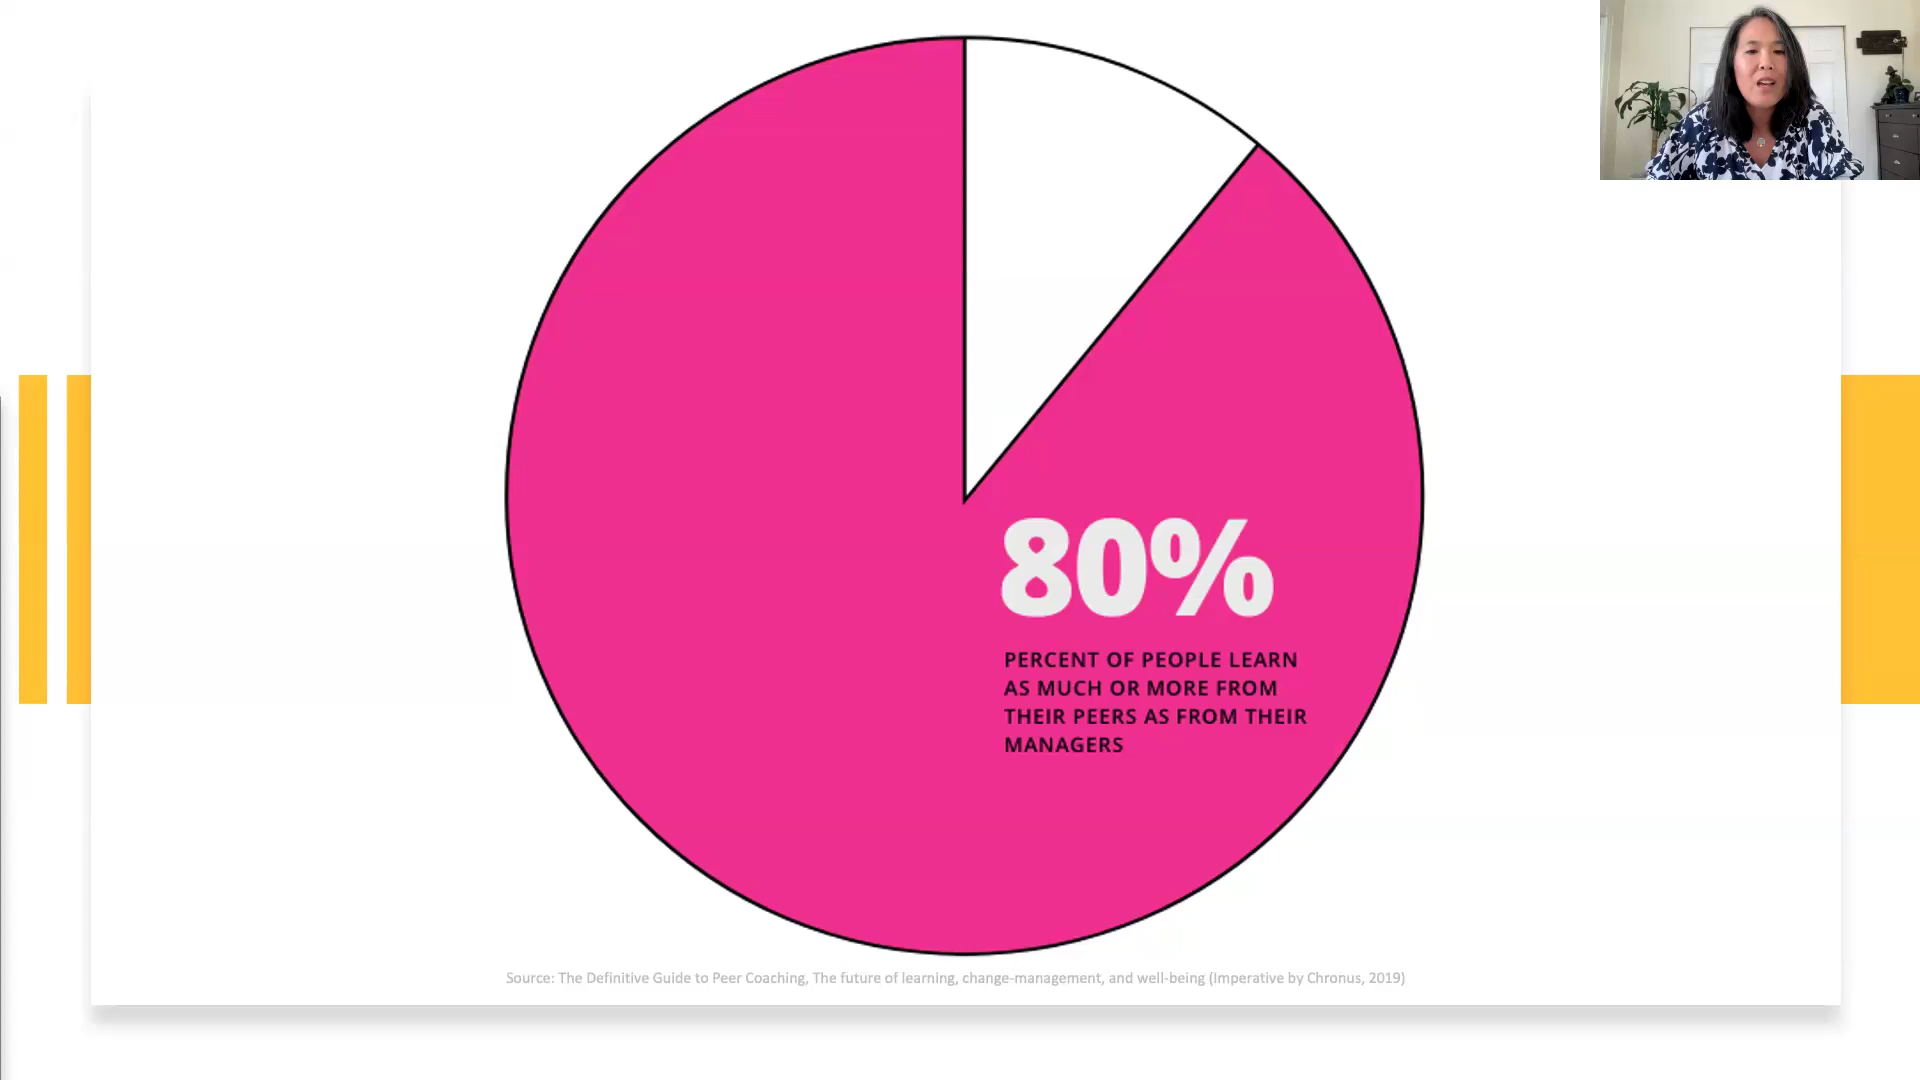 80%
PERCENT OF PEOPLE LEARN
AS MUCH OR MORE FROM
THEIR PEERS AS FROM THEIR
MANAGERS
Source: The Definitive Guide to Peer Coaching, The future of learning, change-management, and well-being (Imperative by Chronus, 2019)